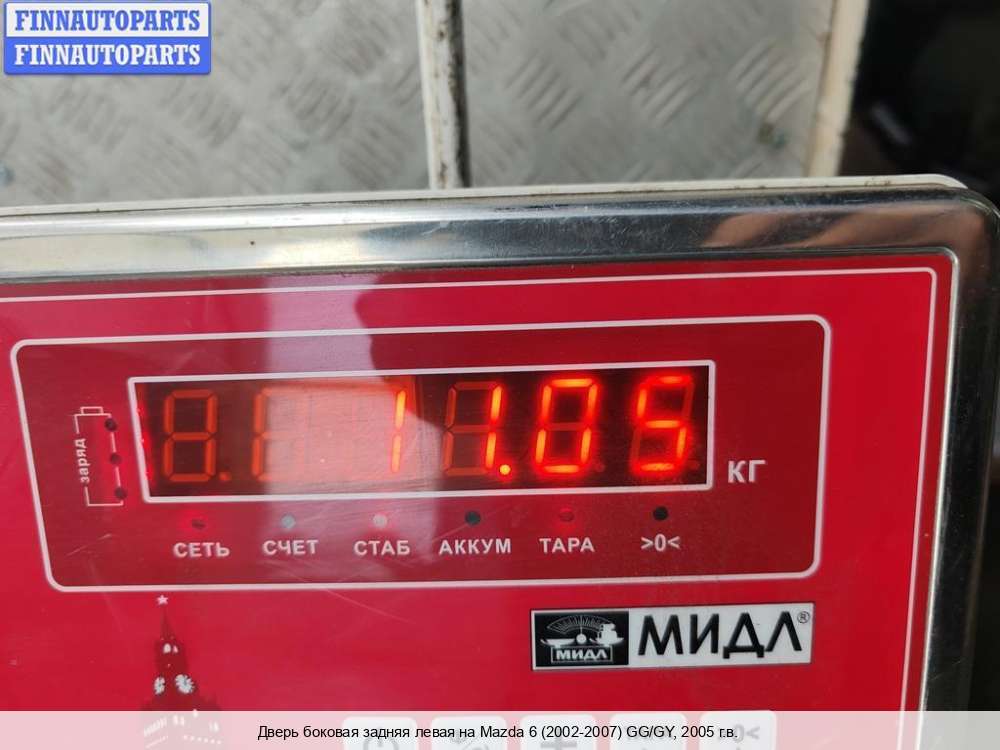 FINNAUTOPARTS
FINNAUTOPARTS
11.05
КГ
заряд
СЕТЬ СЧЕТ СТАБ АККУМ ТАРА >0<
МИДЛ МИДЛ®
Дверь боковая задняя левая на Mazda 6 (2002-2007) GG/GY, 2005 г.в.